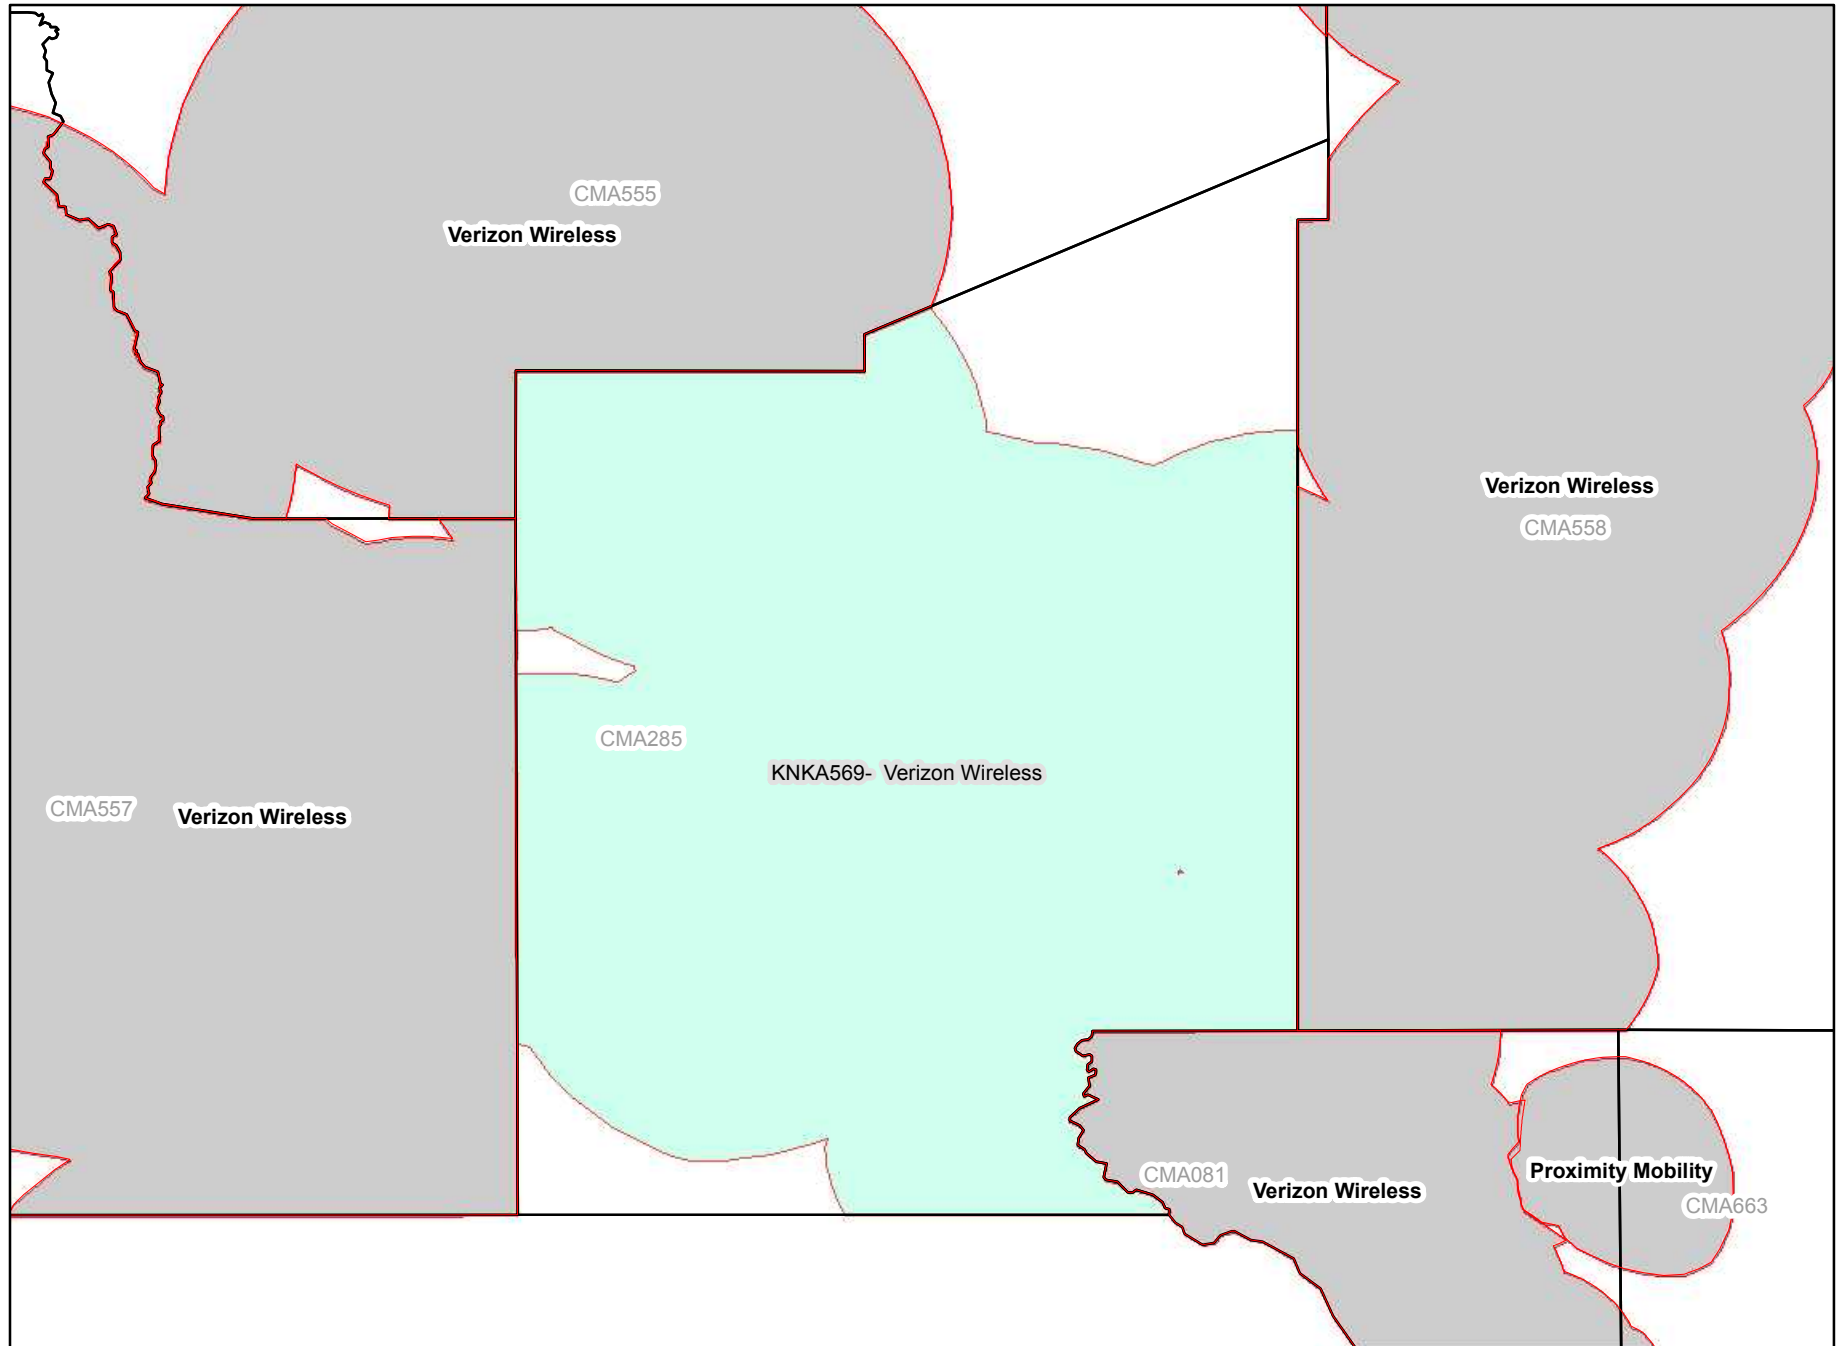 CMA555
Verizon Wireless
Verizon Wireless
CMA558
CMA285
KNKA569- Verizon Wireless
CMA557
Verizon Wireless
CMA081
Verizon Wireless
Proximity Mobility
CMA663